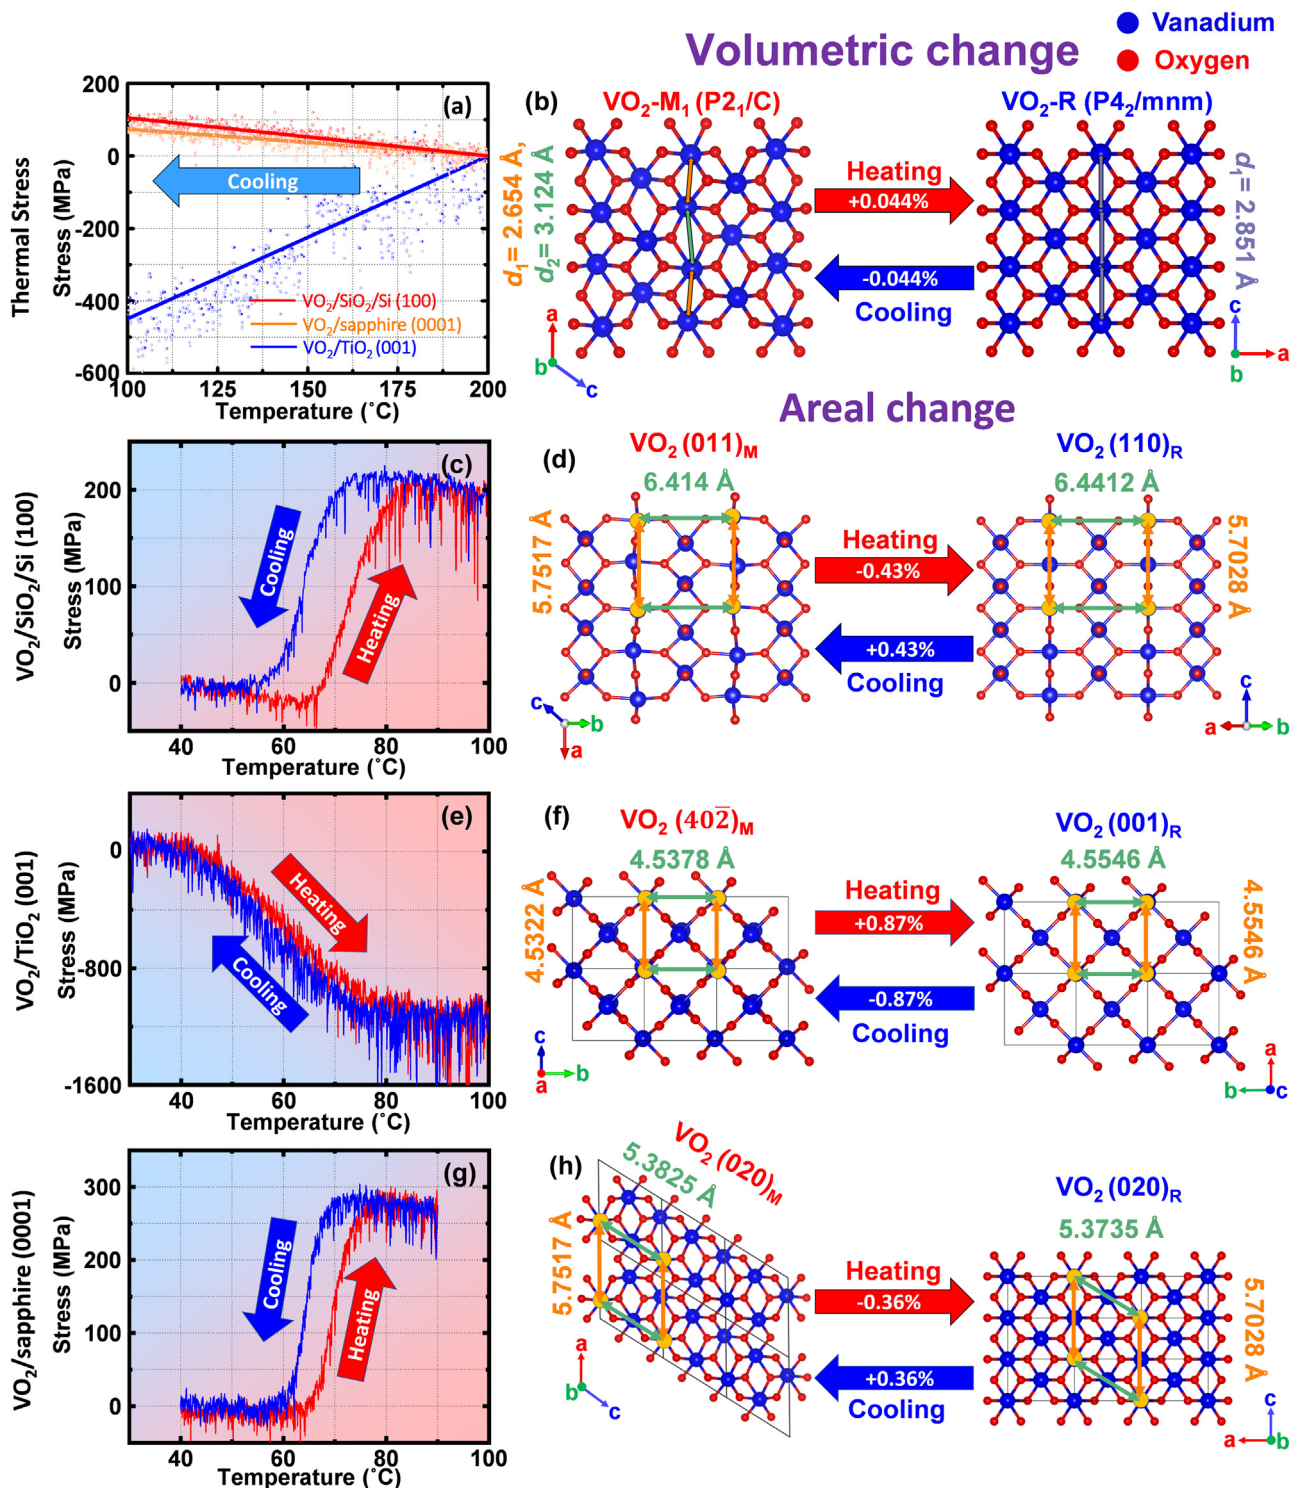 Volumetric change
Vanadium
Oxygen
(a)
Thermal Stress
Stress (MPa)
200
0
-200
-400
-600
Cooling
VO₂/SiO₂/Si (100)
VO₂/sapphire (0001)
VO₂/TiO₂ (001)
100 125 150 175 200
Temperature (˚C)
(b)
VO₂-M₁ (P2₁/C)
VO₂-R (P4₂/mnm)
d₁= 2.654 Å,
d₂= 3.124 Å
Heating
+0.044%
-0.044%
Cooling
d₁= 2.851 Å
a
b
c
c
b
a
Areal change
(c)
VO₂/SiO₂/Si (100)
Stress (MPa)
200
100
0
Cooling
Heating
40 60 80 100
Temperature (˚C)
(d)
VO₂ (011)M
6.414 Å
5.7517 Å
VO₂ (110)R
6.4412 Å
5.7028 Å
Heating
-0.43%
+0.43%
Cooling
c
b
a
c
a
b
(e)
VO₂/TiO₂ (001)
Stress (MPa)
0
-800
-1600
Heating
Cooling
40 60 80 100
Temperature (˚C)
(f)
VO₂ (402̅)M
4.5378 Å
4.5322 Å
VO₂ (001)R
4.5546 Å
4.5546 Å
Heating
+0.87%
-0.87%
Cooling
c
a
b
a
b
c
(g)
VO₂/sapphire (0001)
Stress (MPa)
300
200
100
0
Cooling
Heating
40 60 80 100
Temperature (˚C)
(h)
VO₂ (020)M
5.3825 Å
5.7517 Å
VO₂ (020)R
5.3735 Å
5.7028 Å
Heating
-0.36%
+0.36%
Cooling
a
b
c
c
a
b